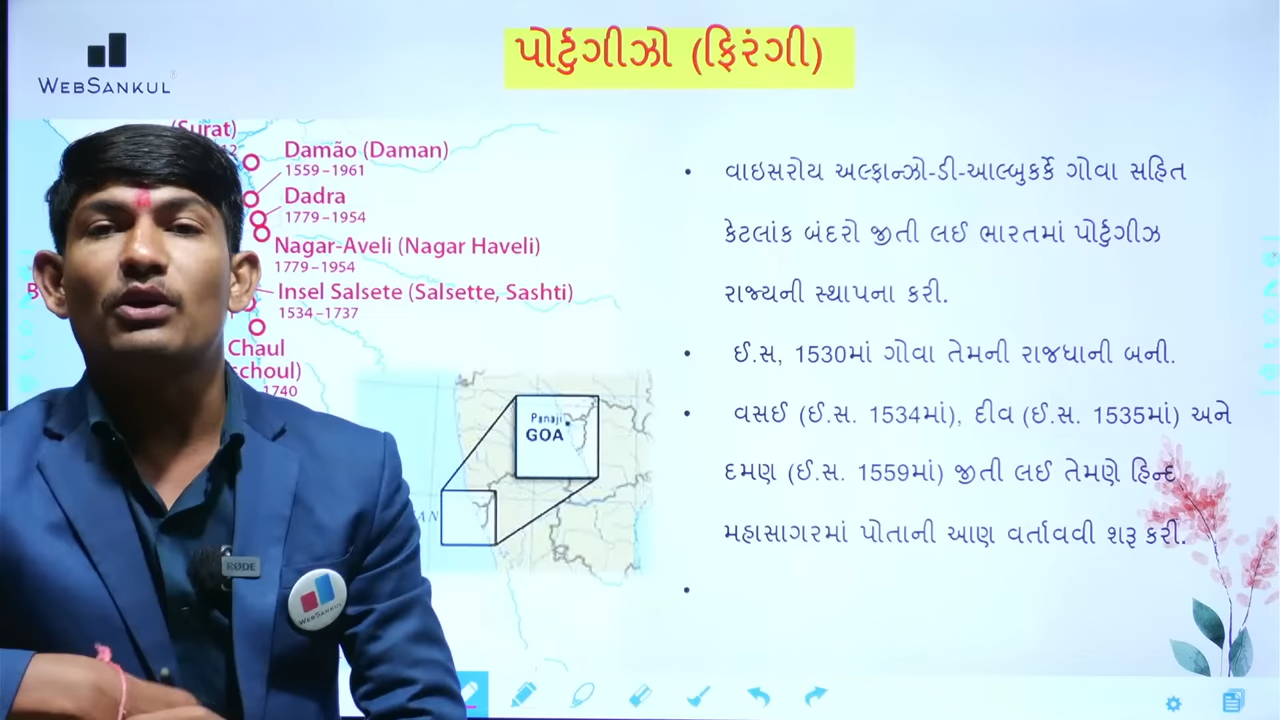 WEBSANKUL
પોર્ટુગીઝો (ફિરંગી)
(Surat)
Damão (Daman)
1559–1961
Dadra
1779–1954
Nagar-Aveli (Nagar Haveli)
1779–1954
Insel Salsete (Salsette, Sashti)
1534–1737
Chaul
1740
Panaji
GOA
• વાઇસરોય અલ્ફાન્ઝો-ડી-આલ્બુકર્કે ગોવા સહિત
કેટલાંક બંદરો જીતી લઈ ભારતમાં પોર્ટુગીઝ
રાજ્યની સ્થાપના કરી.
• ઈ.સ, 1530માં ગોવા તેમની રાજધાની બની.
• વસઈ (ઈ.સ. 1534માં), દીવ (ઈ.સ. 1535માં) અને
દમણ (ઈ.સ. 1559માં) જીતી લઈ તેમણે હિન્દ
મહાસાગરમાં પોતાની આણ વર્તાવવી શરૂ કરી.
RØDE
WEBSANKUL